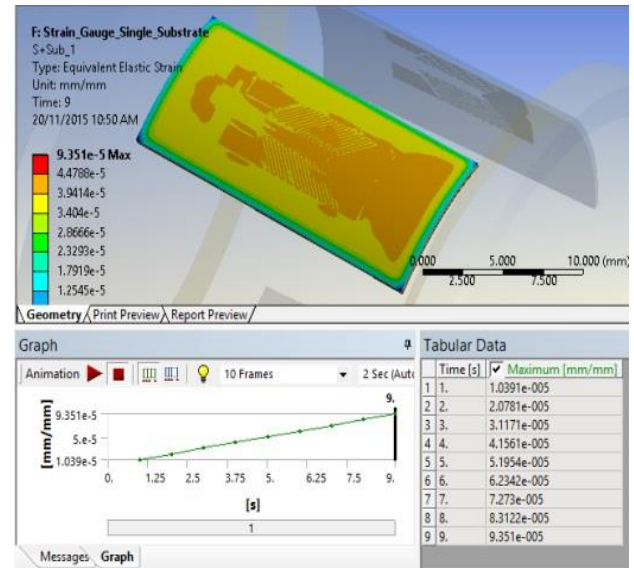 F: Strain_Gauge_Single_Substrate
S+Sub_1
Type: Equivalent Elastic Strain
Unit: mm/mm
Time: 9
20/11/2015 10:50 AM
9.351e-5 Max
4.4788e-5
3.9414e-5
3.404e-5
2.8666e-5
2.3293e-5
1.7919e-5
1.2545e-5
0.000 5.000 10.000 (mm)
2.500 7.500
Geometry Print Preview Report Preview
Graph
Animation 10 Frames 2 Sec (Auto
9.
9.351e-5
5.e-5
1.039e-5
[mm/mm]
0. 1.25 2.5 3.75 5. 6.25 7.5 9.
[s]
1
Messages Graph
Tabular Data
Time [s] Maximum [mm/mm]
1 1. 1.0391e-005
2 2. 2.0781e-005
3 3. 3.1171e-005
4 4. 4.1561e-005
5 5. 5.1954e-005
6 6. 6.2342e-005
7 7. 7.273e-005
8 8. 8.3122e-005
9 9. 9.351e-005